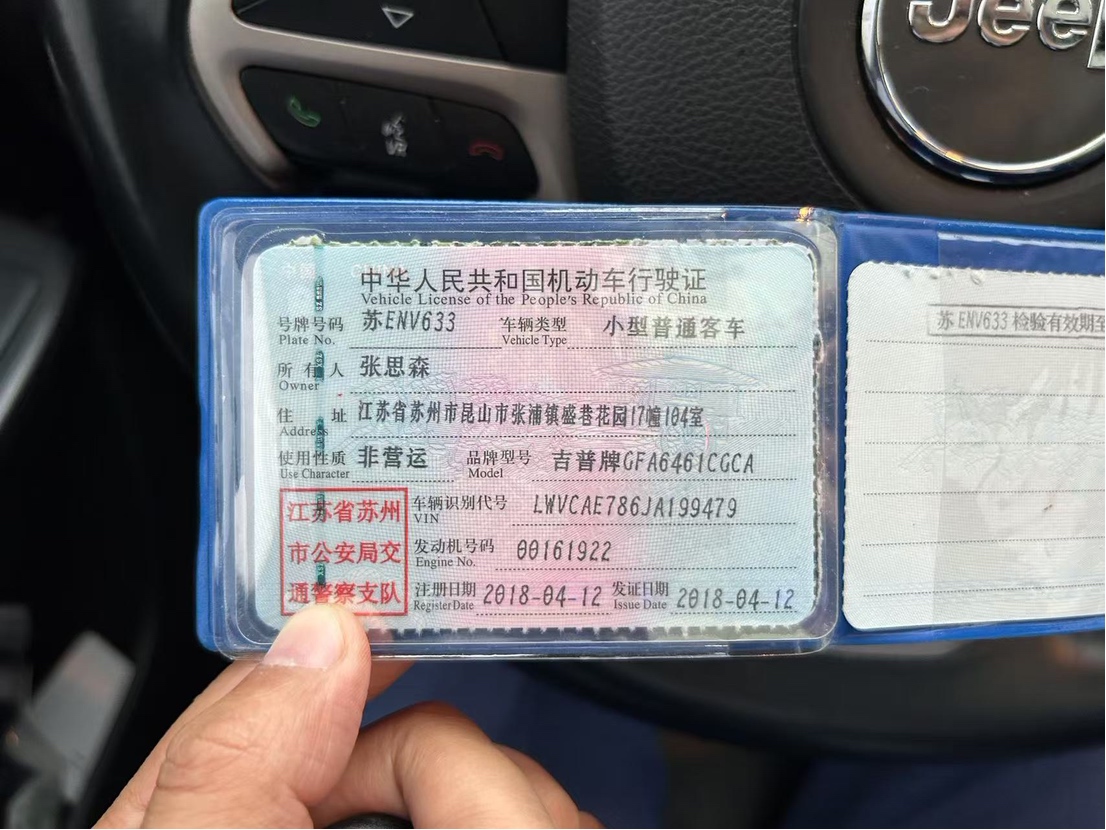 Jeep
中华人民共和国机动车行驶证
Vehicle License of the People's Republic of China
号牌号码 苏ENV633 车辆类型 小型普通客车
Plate No. Vehicle Type
所有人 张思森
Owner
住址 江苏省苏州市昆山市张浦镇盛巷花园17幢104室
Address
使用性质 非营运 品牌型号 吉普牌GFA6461CGCA
Use Character Model
江苏省苏州
市公安局交
通警察支队
车辆识别代号 LWVCAE786JA199479
VIN
发动机号码 00161922
Engine No.
注册日期 2018-04-12 发证日期 2018-04-12
Register Date Issue Date
苏ENV633 检验有效期至